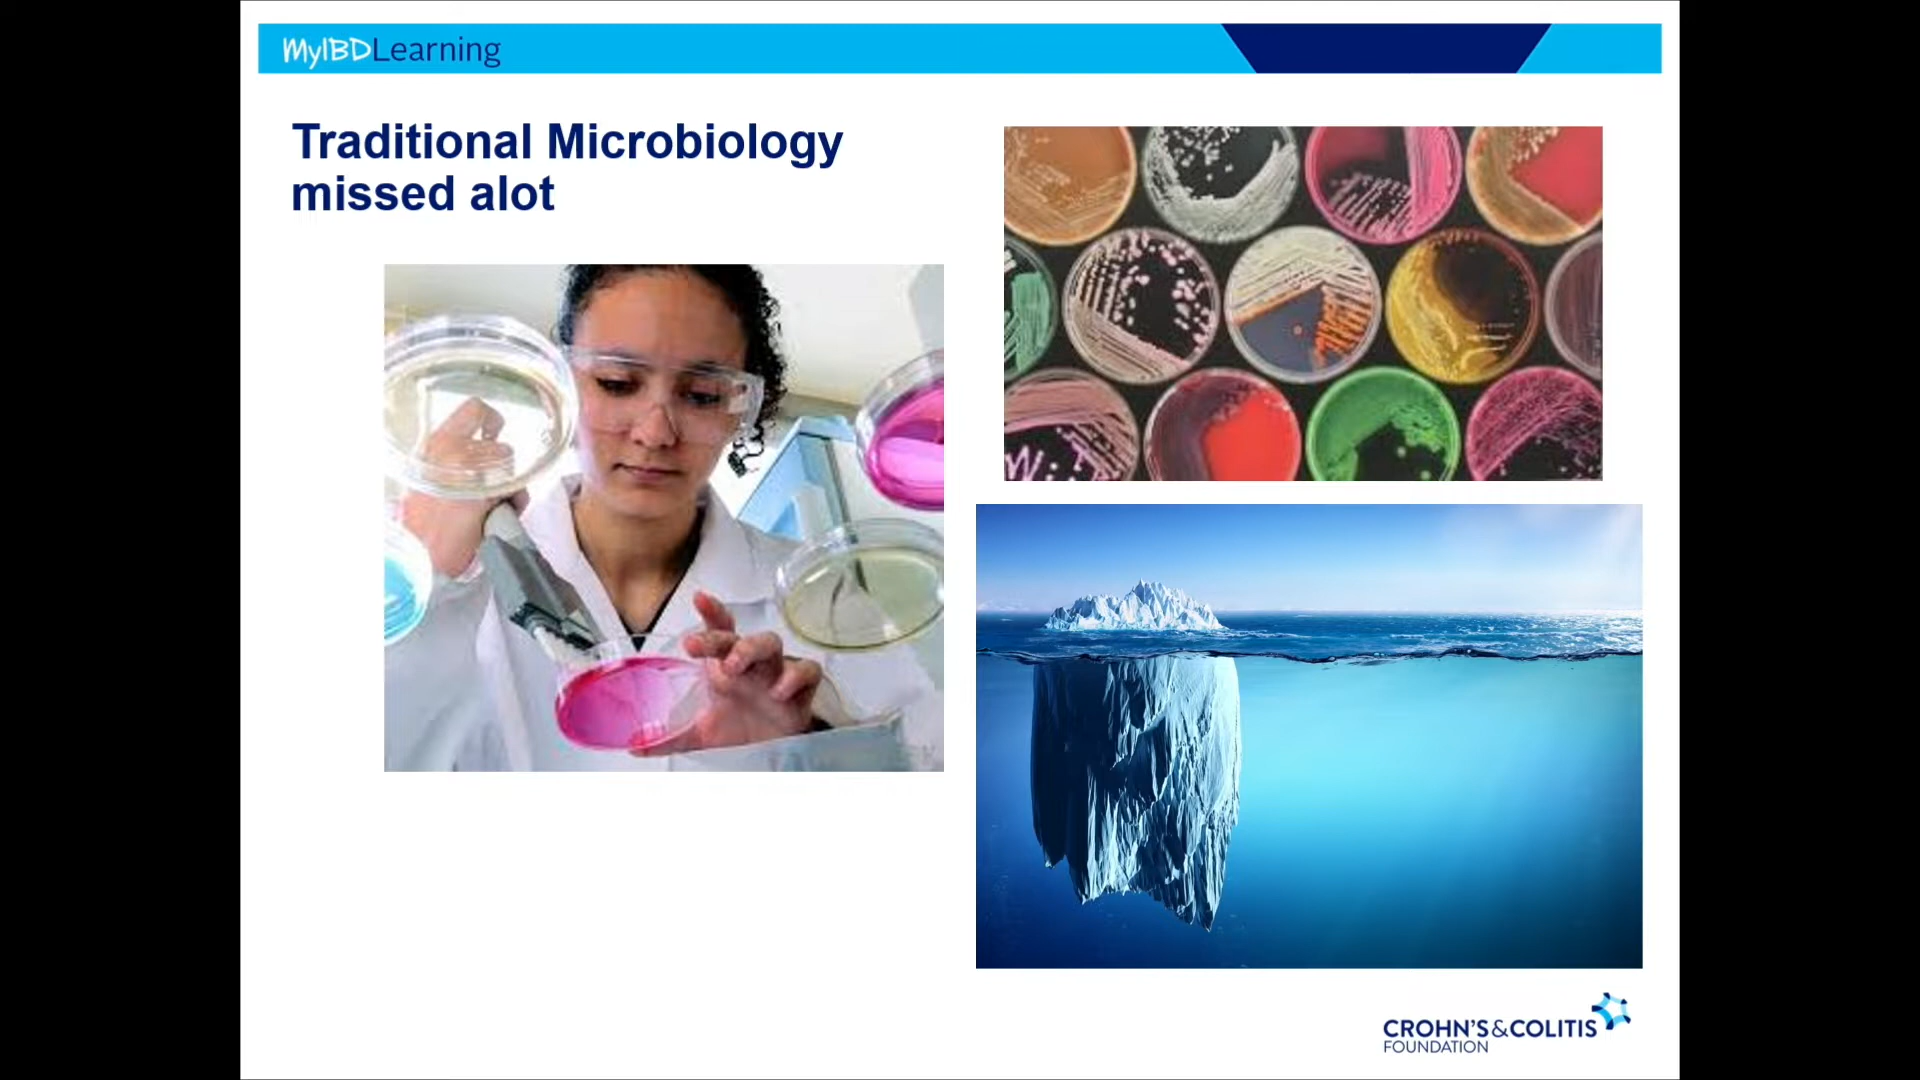 MyIBDLearning
Traditional Microbiology
missed alot
CROHN'S&COLITIS
FOUNDATION